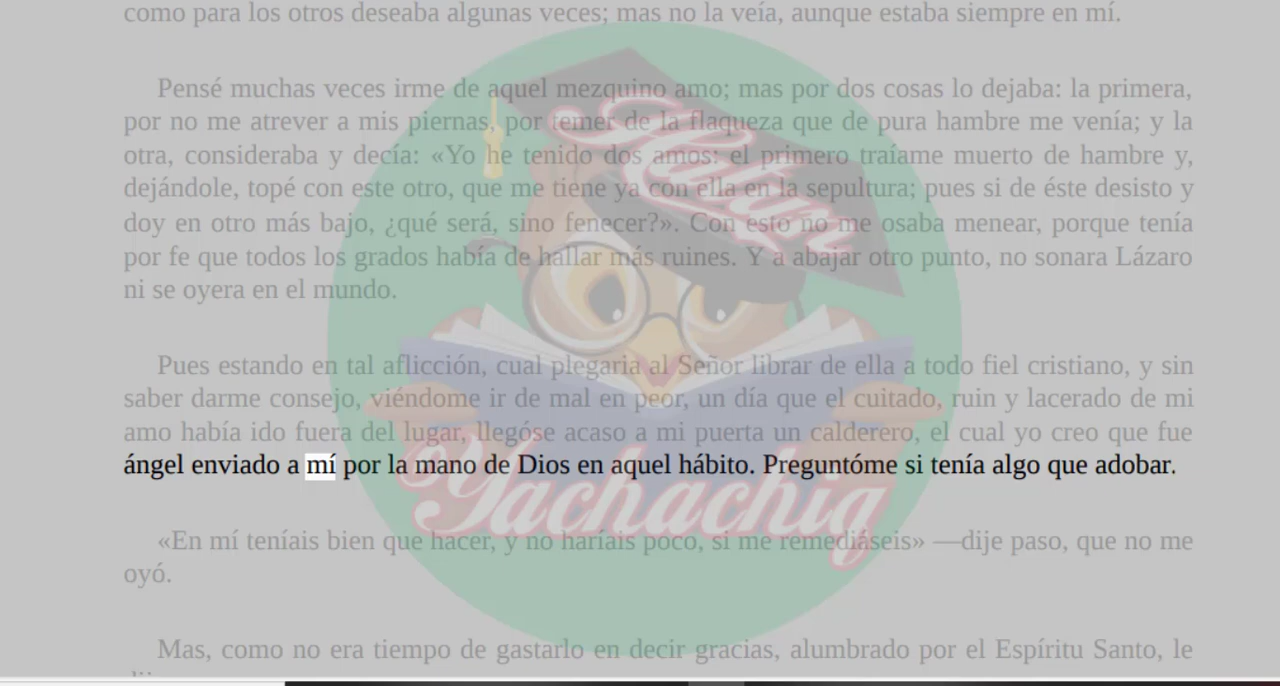 como para los otros deseaba algunas veces; mas no la veía, aunque estaba siempre en mí.
Pensé muchas veces irme de aquel mezquino amo; mas por dos cosas lo dejaba: la primera,
por no me atrever a mis piernas, por temer de la flaqueza que de pura hambre me venía; y la
otra, consideraba y decía: «Yo he tenido dos amos: el primero traíame muerto de hambre y,
dejándole, topé con este otro, que me tiene ya con ella en la sepultura; pues si de éste desisto y
doy en otro más bajo, ¿qué será, sino fenecer?». Con esto no me osaba menear, porque tenía
por fe que todos los grados había de hallar más ruines. Y a abajar otro punto, no sonara Lázaro
ni se oyera en el mundo.
Pues estando en tal aflicción, cual plegaria al Señor librar de ella a todo fiel cristiano, y sin
saber darme consejo, viéndome ir de mal en peor, un día que el cuitado, ruin y lacerado de mi
amo había ido fuera del lugar, llegóse acaso a mi puerta un calderero, el cual yo creo que fue
ángel enviado a mí por la mano de Dios en aquel hábito. Preguntóme si tenía algo que adobar.
«En mí teníais bien que hacer, y no haríais poco, si me remediáseis» —dije paso, que no me
oyó.
Mas, como no era tiempo de gastarlo en decir gracias, alumbrado por el Espíritu Santo, le
Yachachiq